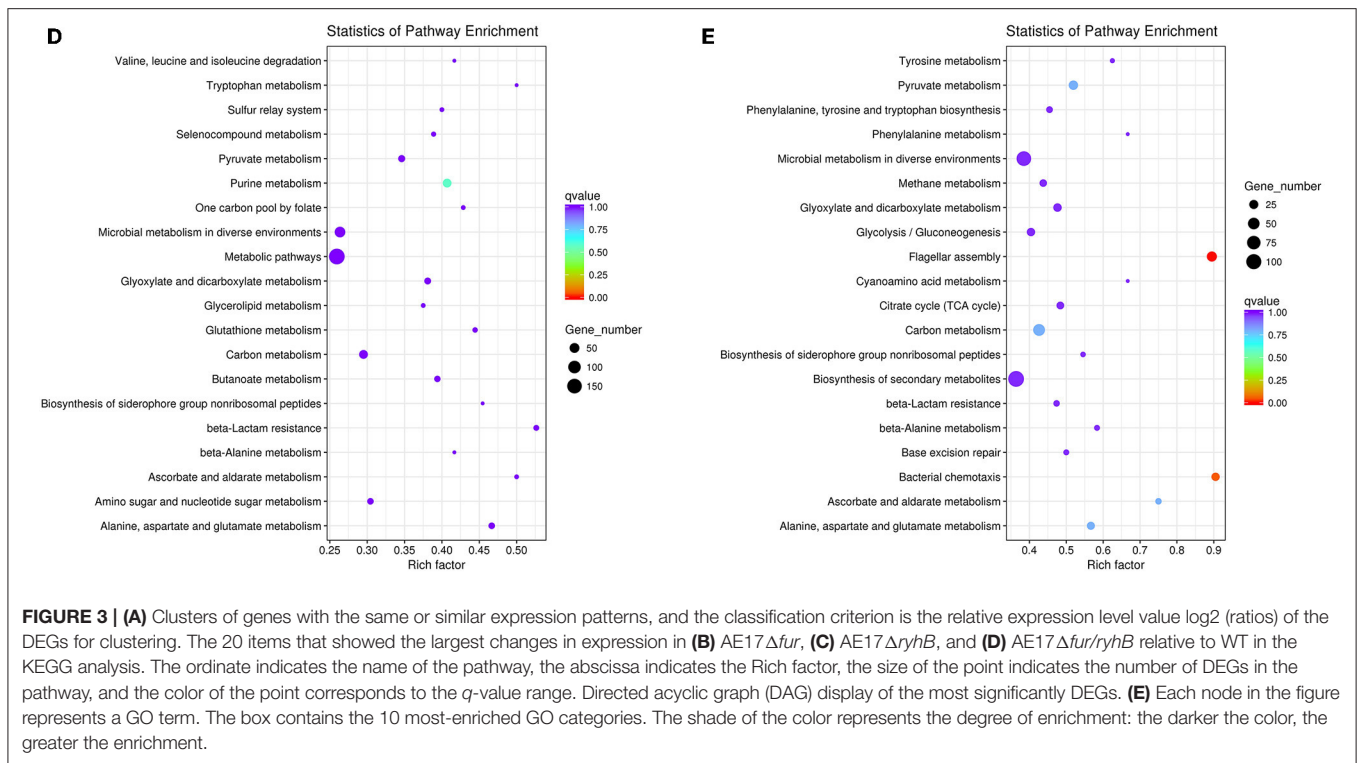 D
Statistics of Pathway Enrichment
Valine, leucine and isoleucine degradation
Tryptophan metabolism
Sulfur relay system
Selenocompound metabolism
Pyruvate metabolism
Purine metabolism
One carbon pool by folate
Microbial metabolism in diverse environments
Metabolic pathways
Glyoxylate and dicarboxylate metabolism
Glycerolipid metabolism
Glutathione metabolism
Carbon metabolism
Butanoate metabolism
Biosynthesis of siderophore group nonribosomal peptides
beta-Lactam resistance
beta-Alanine metabolism
Ascorbate and aldarate metabolism
Amino sugar and nucleotide sugar metabolism
Alanine, aspartate and glutamate metabolism
0.25 0.30 0.35 0.40 0.45 0.50
Rich factor
qvalue
1.00
0.75
0.50
0.25
0.00
Gene_number
50
100
150
E
Statistics of Pathway Enrichment
Tyrosine metabolism
Pyruvate metabolism
Phenylalanine, tyrosine and tryptophan biosynthesis
Phenylalanine metabolism
Microbial metabolism in diverse environments
Methane metabolism
Glyoxylate and dicarboxylate metabolism
Glycolysis / Gluconeogenesis
Flagellar assembly
Cyanoamino acid metabolism
Citrate cycle (TCA cycle)
Carbon metabolism
Biosynthesis of siderophore group nonribosomal peptides
Biosynthesis of secondary metabolites
beta-Lactam resistance
beta-Alanine metabolism
Base excision repair
Bacterial chemotaxis
Ascorbate and aldarate metabolism
Alanine, aspartate and glutamate metabolism
0.4 0.5 0.6 0.7 0.8 0.9
Rich factor
Gene_number
25
50
75
100
qvalue
1.00
0.75
0.50
0.25
0.00
FIGURE 3 | (A) Clusters of genes with the same or similar expression patterns, and the classification criterion is the relative expression level value log2 (ratios) of the
DEGs for clustering. The 20 items that showed the largest changes in expression in (B) AE17Δfur, (C) AE17ΔryhB, and (D) AE17Δfur/ryhB relative to WT in the
KEGG analysis. The ordinate indicates the name of the pathway, the abscissa indicates the Rich factor, the size of the point indicates the number of DEGs in the
pathway, and the color of the point corresponds to the q-value range. Directed acyclic graph (DAG) display of the most significantly DEGs. (E) Each node in the figure
represents a GO term. The box contains the 10 most-enriched GO categories. The shade of the color represents the degree of enrichment: the darker the color, the
greater the enrichment.